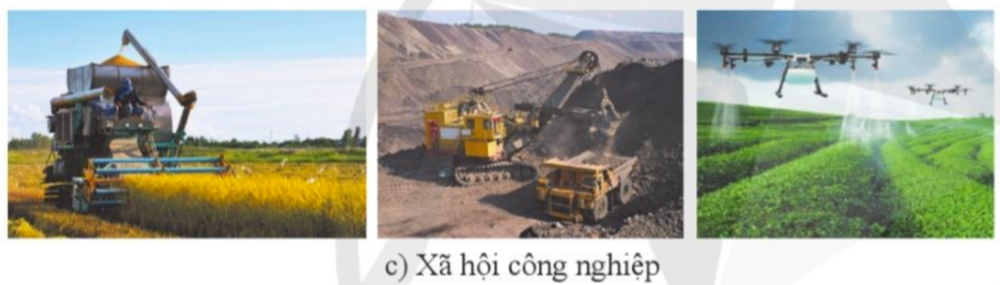 c) Xã hội công nghiệp